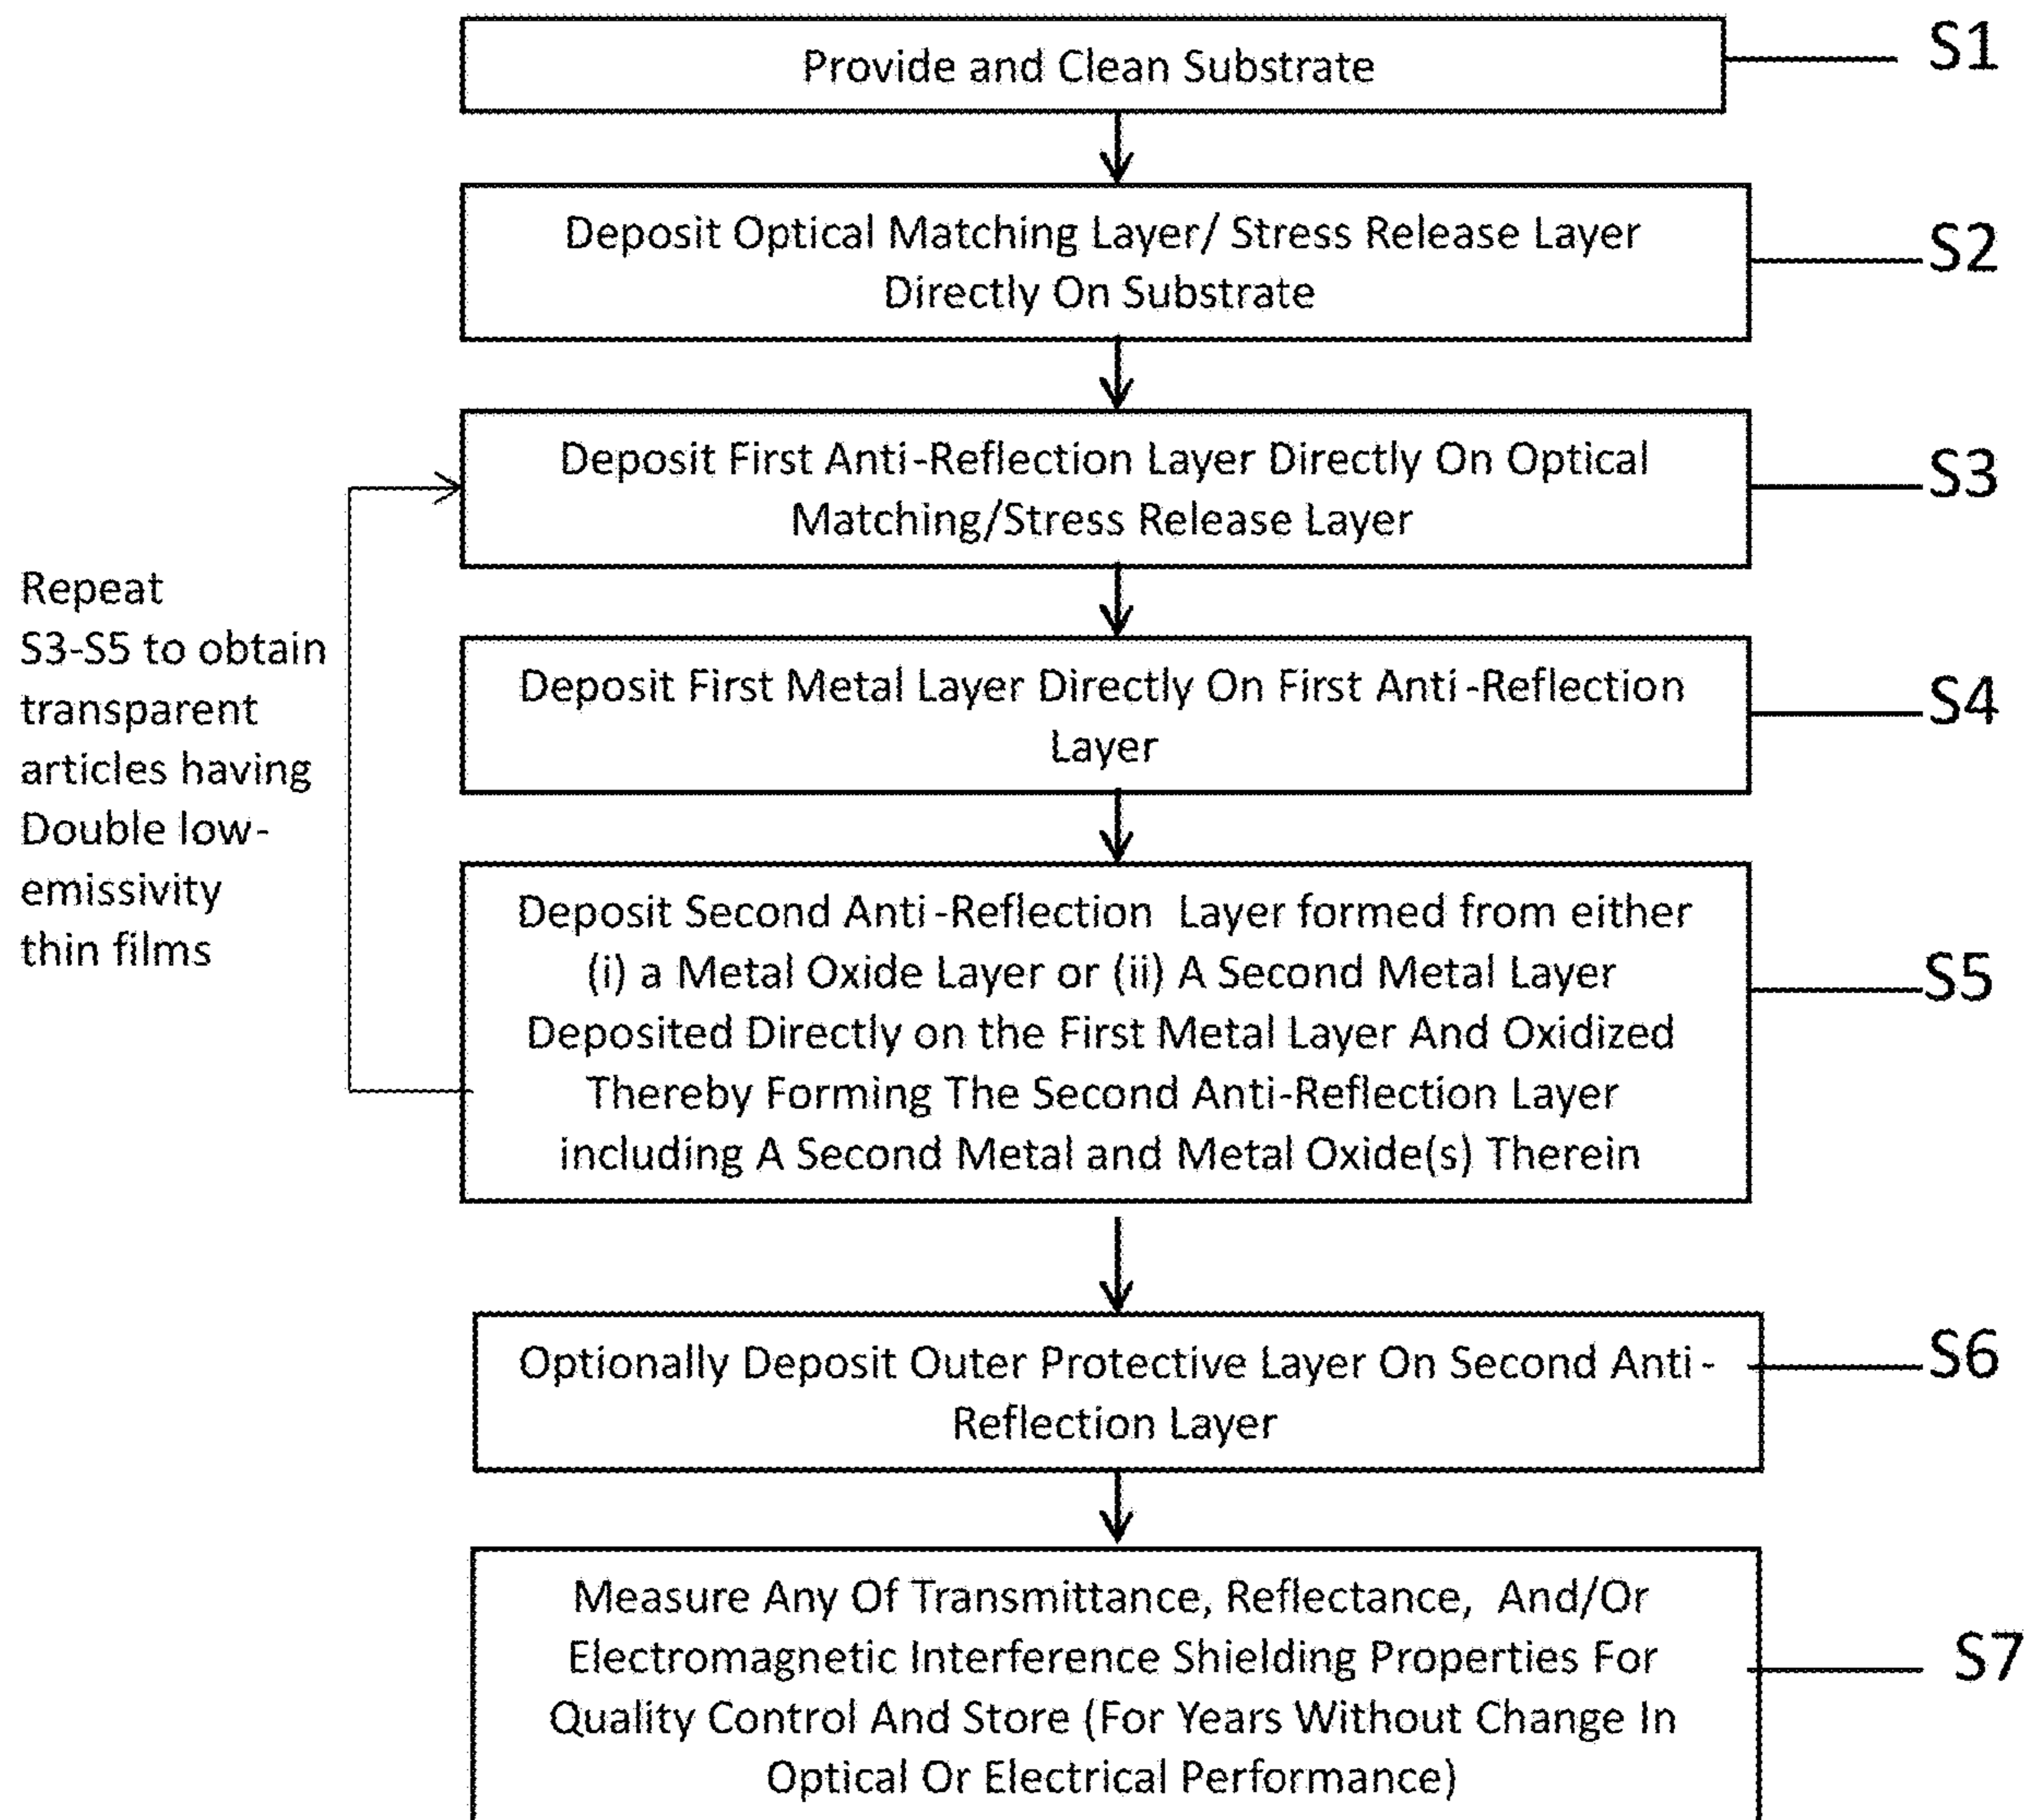 Provide and Clean Substrate
S1
Deposit Optical Matching Layer/ Stress Release Layer
Directly On Substrate
S2
Deposit First Anti-Reflection Layer Directly On Optical
Matching/Stress Release Layer
S3
Repeat
S3-S5 to obtain
transparent
articles having
Double low-
emissivity
thin films
Deposit First Metal Layer Directly On First Anti-Reflection
Layer
S4
Deposit Second Anti-Reflection Layer formed from either
(i) a Metal Oxide Layer or (ii) A Second Metal Layer
Deposited Directly on the First Metal Layer And Oxidized
Thereby Forming The Second Anti-Reflection Layer
including A Second Metal and Metal Oxide(s) Therein
S5
Optionally Deposit Outer Protective Layer On Second Anti-
Reflection Layer
S6
Measure Any Of Transmittance, Reflectance, And/Or
Electromagnetic Interference Shielding Properties For
Quality Control And Store (For Years Without Change In
Optical Or Electrical Performance)
S7